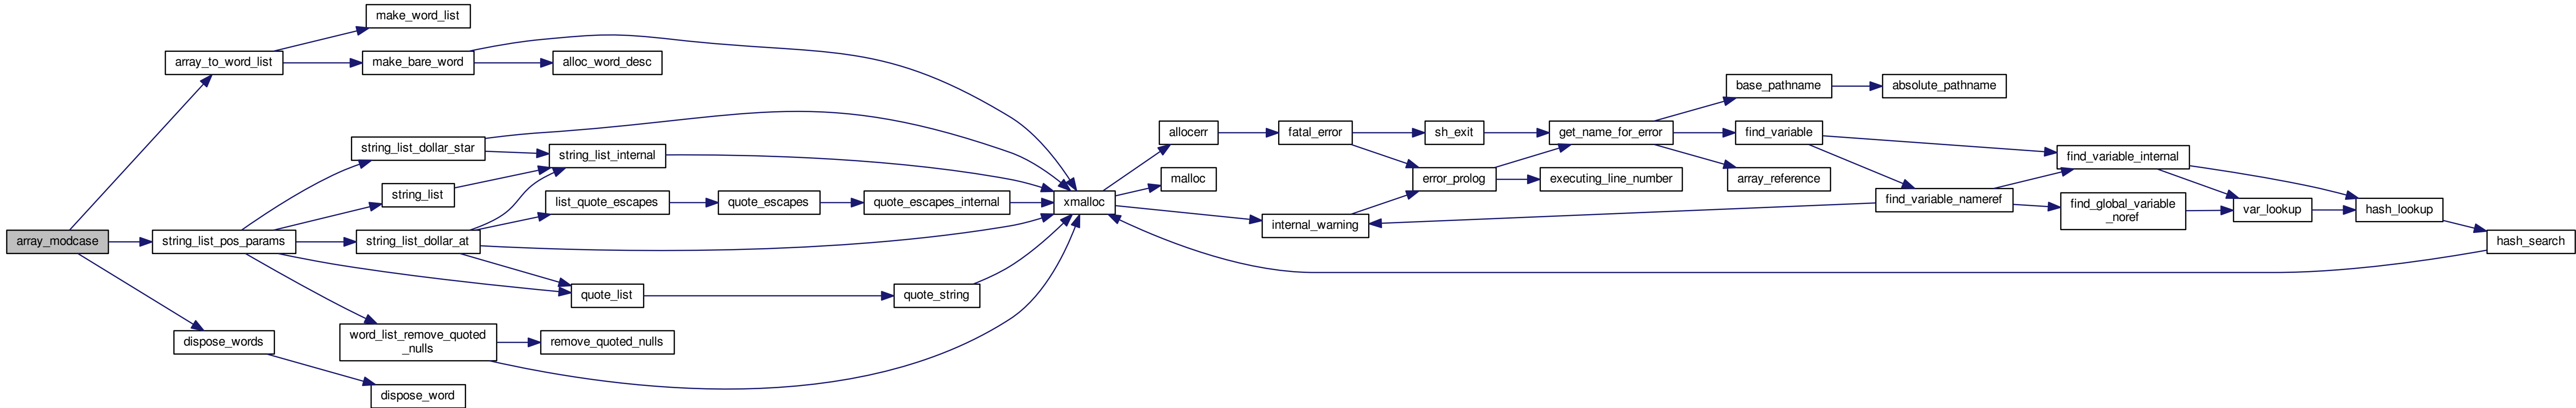 make_word_list
array_to_word_list
make_bare_word
alloc_word_desc
base_pathname
absolute_pathname
string_list_dollar_star
string_list_internal
allocerr
fatal_error
sh_exit
get_name_for_error
find_variable
find_variable_internal
malloc
error_prolog
executing_line_number
array_reference
string_list
list_quote_escapes
quote_escapes
quote_escapes_internal
xmalloc
internal_warning
find_variable_nameref
find_global_variable
_noref
var_lookup
hash_lookup
array_modcase
string_list_pos_params
string_list_dollar_at
hash_search
quote_list
quote_string
dispose_words
word_list_remove_quoted
_nulls
remove_quoted_nulls
dispose_word